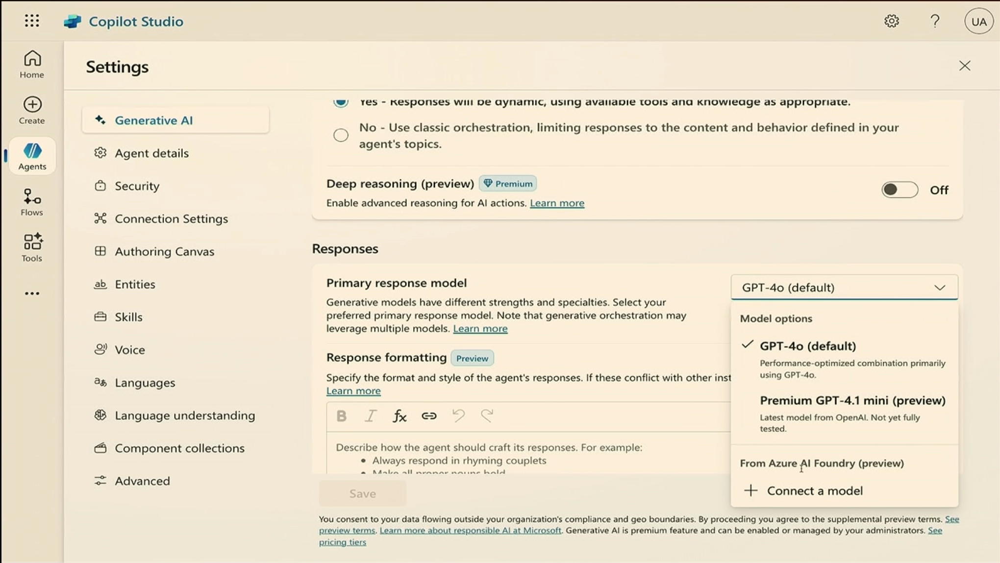 Copilot Studio
UA
Home
Create
Agents
Flows
Tools
Settings
Generative AI
Agent details
Security
Connection Settings
Authoring Canvas
Entities
Skills
Voice
Languages
Language understanding
Component collections
Advanced
Yes - Responses will be dynamic, using available tools and knowledge as appropriate.
No - Use classic orchestration, limiting responses to the content and behavior defined in your
agent's topics.
Deep reasoning (preview) Premium
Off
Enable advanced reasoning for AI actions. Learn more
Responses
Primary response model
Generative models have different strengths and specialties. Select your
preferred primary response model. Note that generative orchestration may
leverage multiple models. Learn more
Response formatting Preview
Specify the format and style of the agent's responses. If these conflict with other inst
Learn more
B I fx
Describe how the agent should craft its responses. For example:
• Always respond in rhyming couplets
• Make all proper nouns bold
Save
GPT-4o (default)
Model options
GPT-4o (default)
Performance-optimized combination primarily
using GPT-4o.
Premium GPT-4.1 mini (preview)
Latest model from OpenAI. Not yet fully
tested.
From Azure AI Foundry (preview)
+ Connect a model
You consent to your data flowing outside your organization's compliance and geo boundaries. By proceeding you agree to the supplemental preview terms. See
preview terms. Learn more about responsible AI at Microsoft. Generative AI is premium feature and can be enabled or managed by your administrators. See
pricing tiers